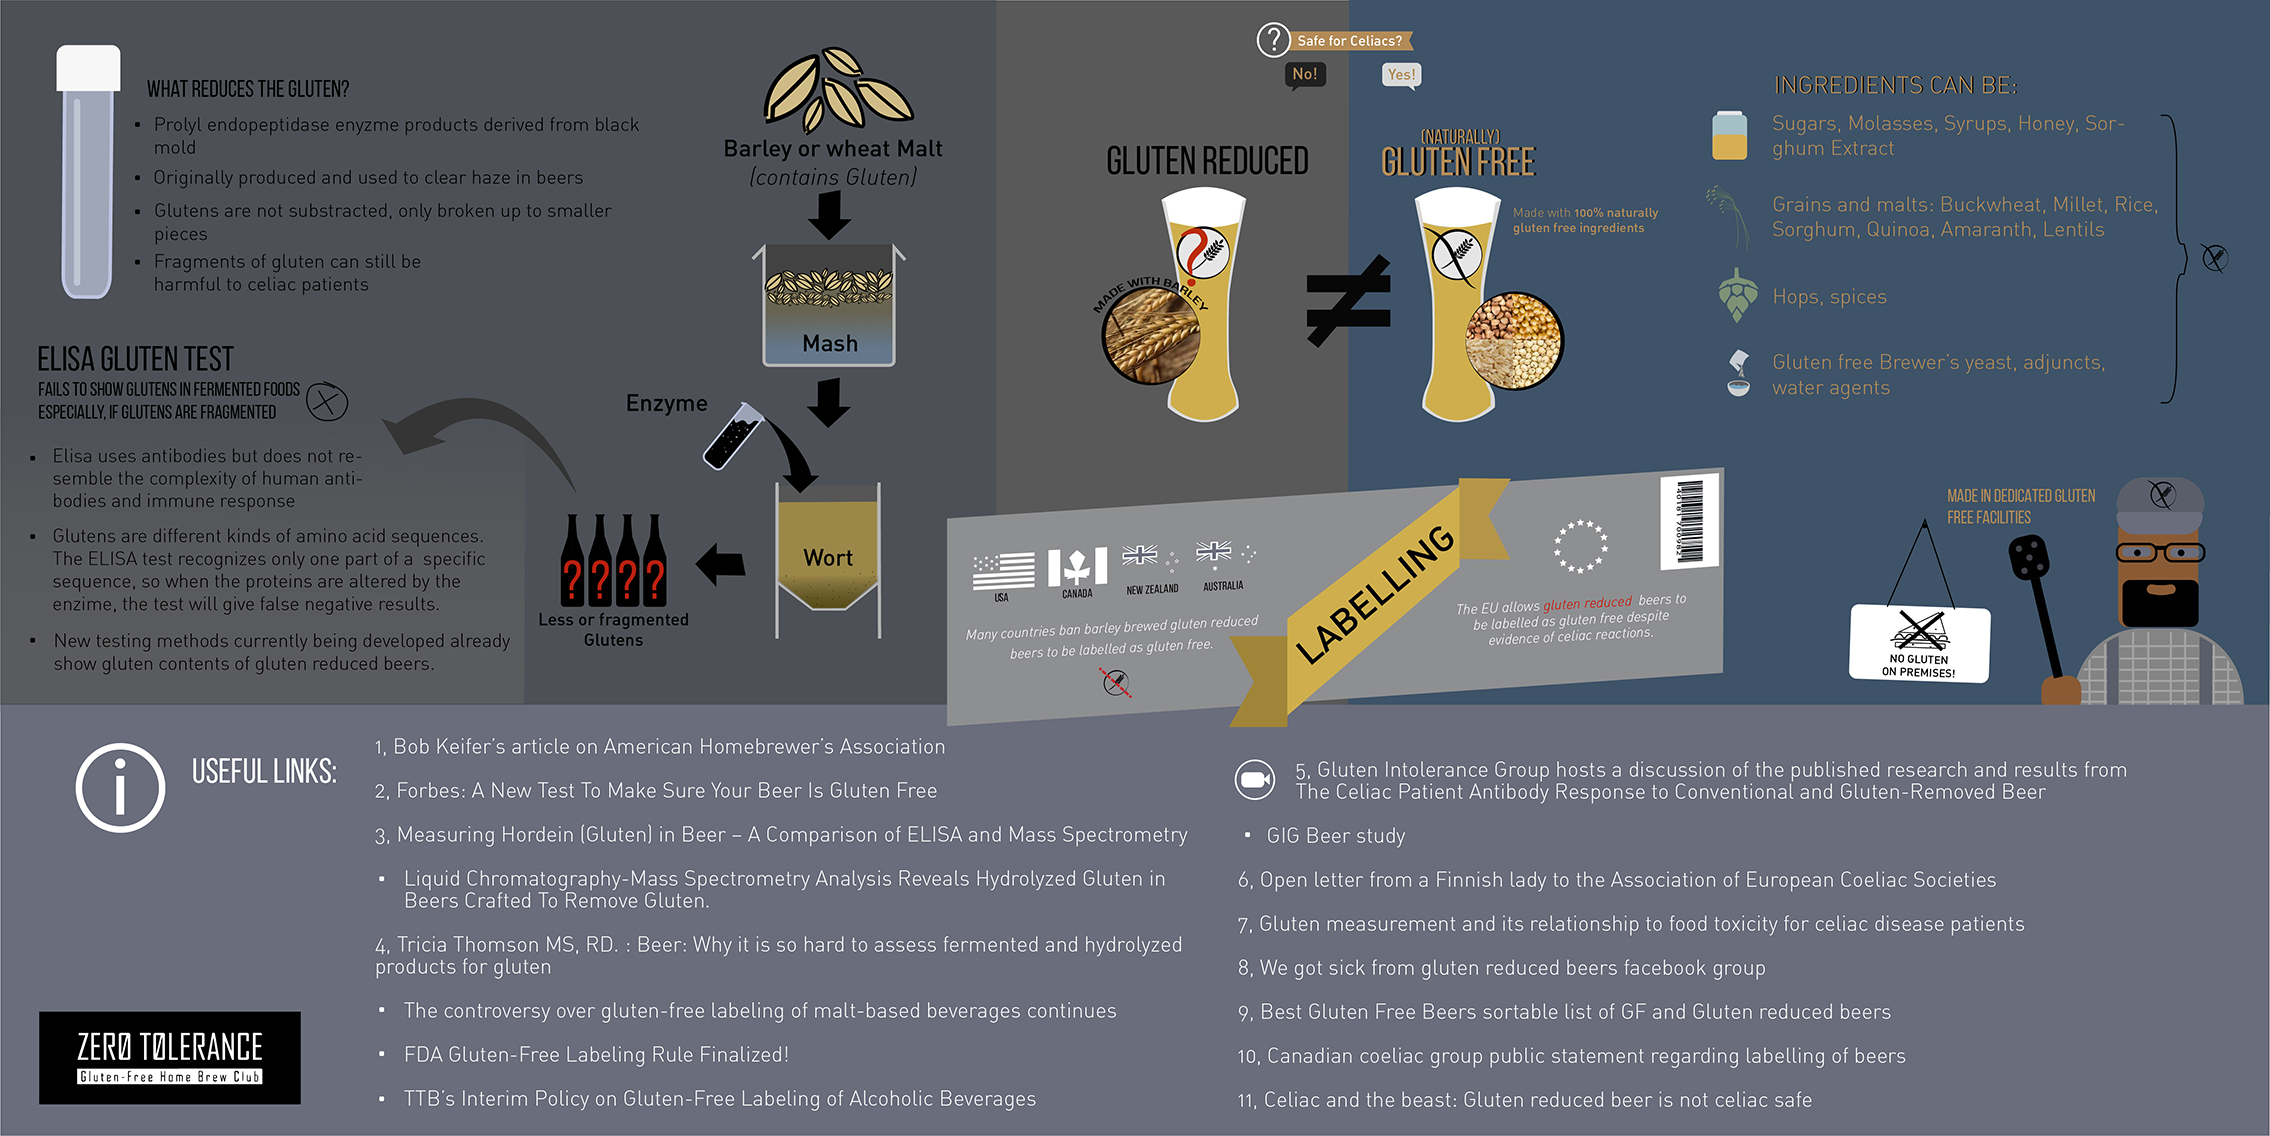 WHAT REDUCES THE GLUTEN?
▪ Prolyl endopeptidase enyzme products derived from black
mold
▪ Originally produced and used to clear haze in beers
▪ Glutens are not substracted, only broken up to smaller
pieces
▪ Fragments of gluten can still be
harmful to celiac patients
ELISA GLUTEN TEST
FAILS TO SHOW GLUTENS IN FERMENTED FOODS
ESPECIALLY, IF GLUTENS ARE FRAGMENTED
▪ Elisa uses antibodies but does not re-
semble the complexity of human anti-
bodies and immune response
▪ Glutens are different kinds of amino acid sequences.
The ELISA test recognizes only one part of a specific
sequence, so when the proteins are altered by the
enzime, the test will give false negative results.
▪ New testing methods currently being developed already
show gluten contents of gluten reduced beers.
Barley or wheat Malt
(contains Gluten)
Mash
Enzyme
Wort
????
Less or fragmented
Glutens
? Safe for Celiacs?
No!
Yes!
GLUTEN REDUCED
?
MADE WITH BARLEY
≠
(NATURALLY)
GLUTEN FREE
Made with 100% naturally
gluten free ingredients
INGREDIENTS CAN BE:
Sugars, Molasses, Syrups, Honey, Sor-
ghum Extract
Grains and malts: Buckwheat, Millet, Rice,
Sorghum, Quinoa, Amaranth, Lentils
Hops, spices
Gluten free Brewer's yeast, adjuncts,
water agents
MADE IN DEDICATED GLUTEN
FREE FACILITIES
NO GLUTEN
ON PREMISES!
USA
CANADA
NEW ZEALAND
AUSTRALIA
Many countries ban barley brewed gluten reduced
beers to be labelled as gluten free.
LABELLING
The EU allows gluten reduced beers to
be labelled as gluten free despite
evidence of celiac reactions.
i
USEFUL LINKS:
1, Bob Keifer's article on American Homebrewer's Association
2, Forbes: A New Test To Make Sure Your Beer Is Gluten Free
3, Measuring Hordein (Gluten) in Beer – A Comparison of ELISA and Mass Spectrometry
▪ Liquid Chromatography-Mass Spectrometry Analysis Reveals Hydrolyzed Gluten in
Beers Crafted To Remove Gluten.
4, Tricia Thomson MS, RD. : Beer: Why it is so hard to assess fermented and hydrolyzed
products for gluten
▪ The controversy over gluten-free labeling of malt-based beverages continues
▪ FDA Gluten-Free Labeling Rule Finalized!
▪ TTB's Interim Policy on Gluten-Free Labeling of Alcoholic Beverages
5, Gluten Intolerance Group hosts a discussion of the published research and results from
The Celiac Patient Antibody Response to Conventional and Gluten-Removed Beer
▪ GIG Beer study
6, Open letter from a Finnish lady to the Association of European Coeliac Societies
7, Gluten measurement and its relationship to food toxicity for celiac disease patients
8, We got sick from gluten reduced beers facebook group
9, Best Gluten Free Beers sortable list of GF and Gluten reduced beers
10, Canadian coeliac group public statement regarding labelling of beers
11, Celiac and the beast: Gluten reduced beer is not celiac safe
ZERØ TØLERANCE
Gluten-Free Home Brew Club